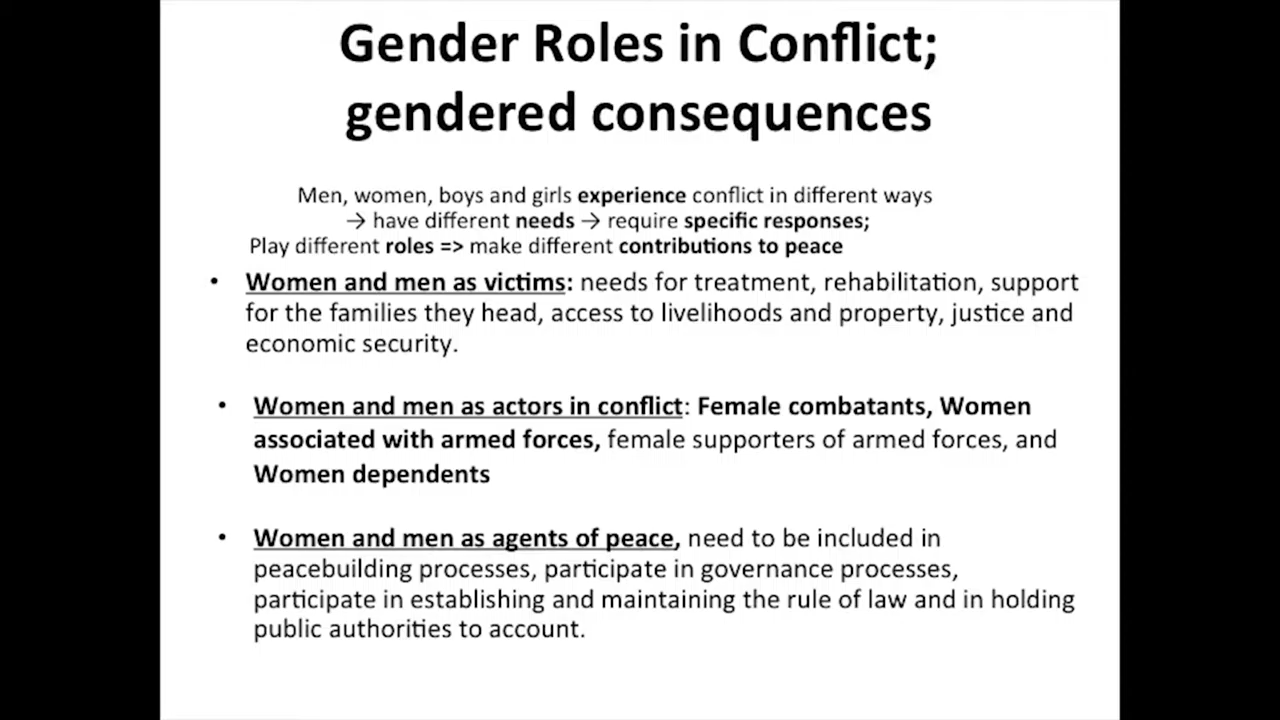 Gender Roles in Conflict;
gendered consequences
Men, women, boys and girls experience conflict in different ways
→ have different needs → require specific responses;
Play different roles => make different contributions to peace
• Women and men as victims: needs for treatment, rehabilitation, support
for the families they head, access to livelihoods and property, justice and
economic security.
• Women and men as actors in conflict: Female combatants, Women
associated with armed forces, female supporters of armed forces, and
Women dependents
• Women and men as agents of peace, need to be included in
peacebuilding processes, participate in governance processes,
participate in establishing and maintaining the rule of law and in holding
public authorities to account.